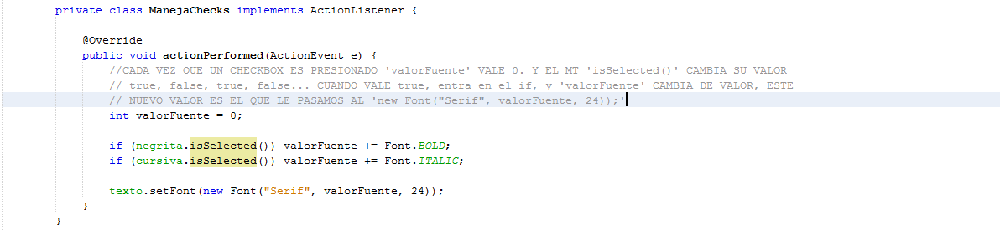 private class ManejaChecks implements ActionListener {
@Override
public void actionPerformed(ActionEvent e) {
//CADA VEZ QUE UN CHECKBOX ES PRESIONADO 'valorFuente' VALE 0. Y EL MT 'isSelected()' CAMBIA SU VALOR
// true, false, true, false... CUANDO VALE true, entra en el if, y 'valorFuente' CAMBIA DE VALOR, ESTE
// NUEVO VALOR ES EL QUE LE PASAMOS AL 'new Font("Serif", valorFuente, 24));'
int valorFuente = 0;
if (negrita.isSelected()) valorFuente += Font.BOLD;
if (cursiva.isSelected()) valorFuente += Font.ITALIC;
texto.setFont(new Font("Serif", valorFuente, 24));
}
}